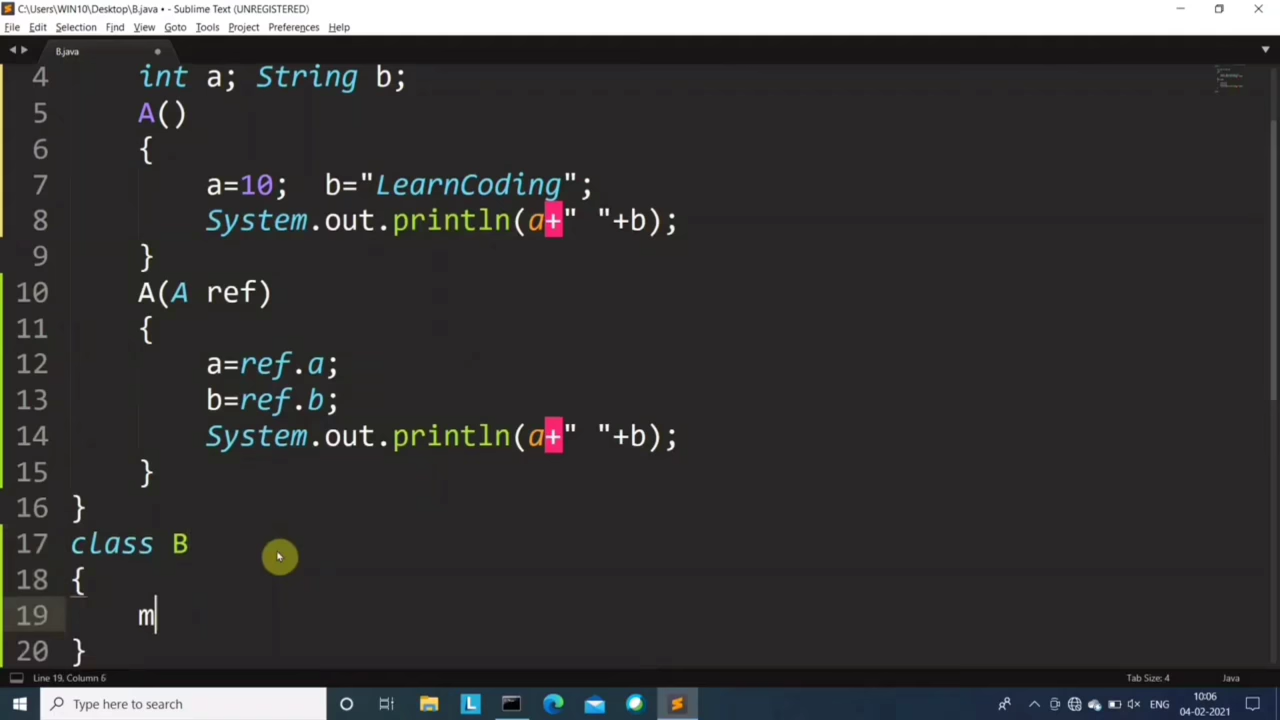 C:\Users\WIN10\Desktop\B.java • - Sublime Text (UNREGISTERED)
File Edit Selection Find View Goto Tools Project Preferences Help
B.java
4 int a; String b;
5 A()
6 {
7 a=10; b="LearnCoding";
8 System.out.println(a+" "+b);
9 }
10 A(A ref)
11 {
12 a=ref.a;
13 b=ref.b;
14 System.out.println(a+" "+b);
15 }
16 }
17 class B
18 {
19 m
20 }
Line 19, Column 6 Tab Size: 4 Java
Type here to search ENG 10:06
04-02-2021